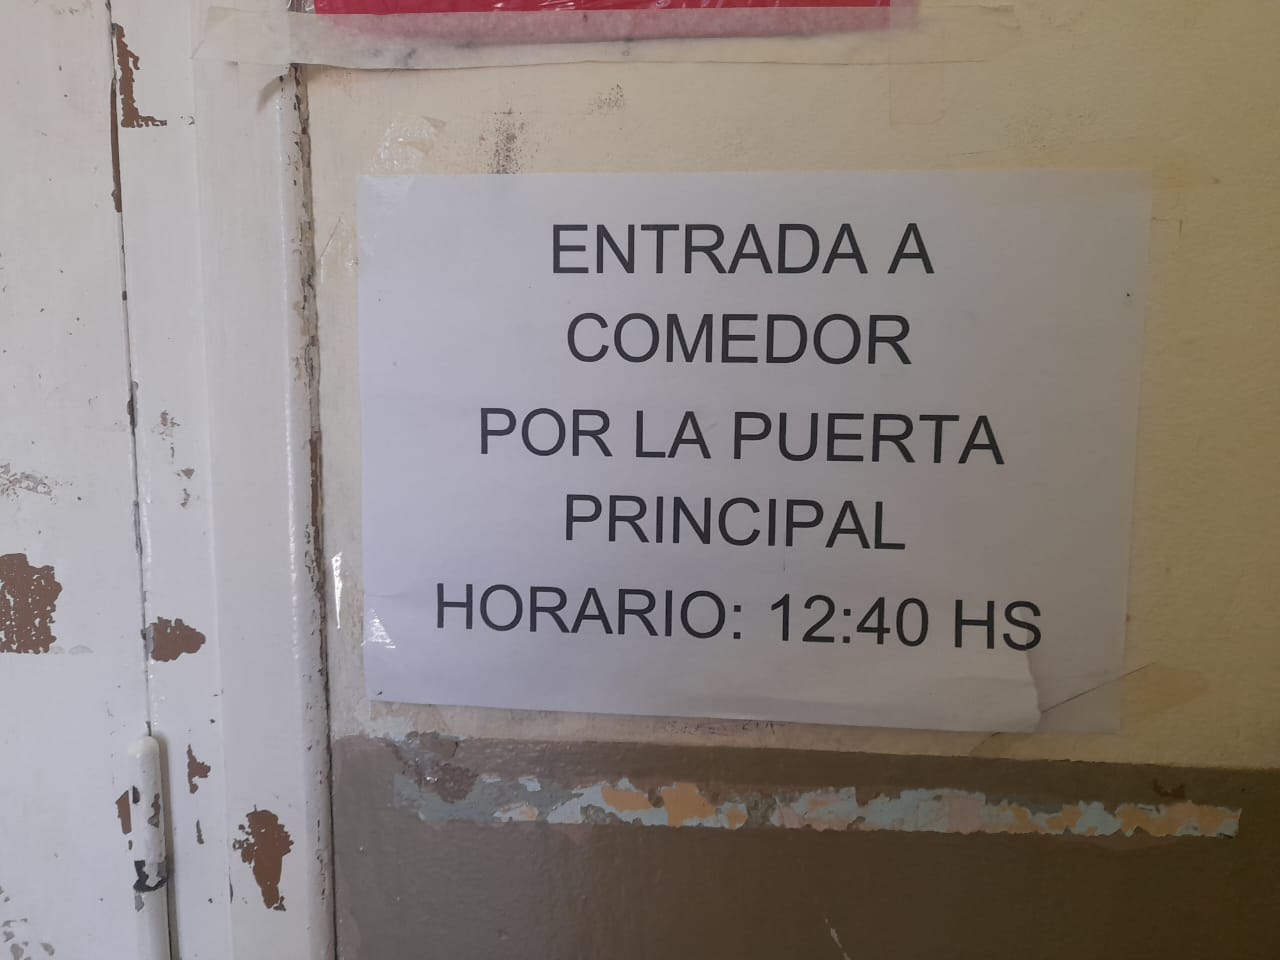 ENTRADA A
COMEDOR
POR LA PUERTA
PRINCIPAL
HORARIO: 12:40 HS